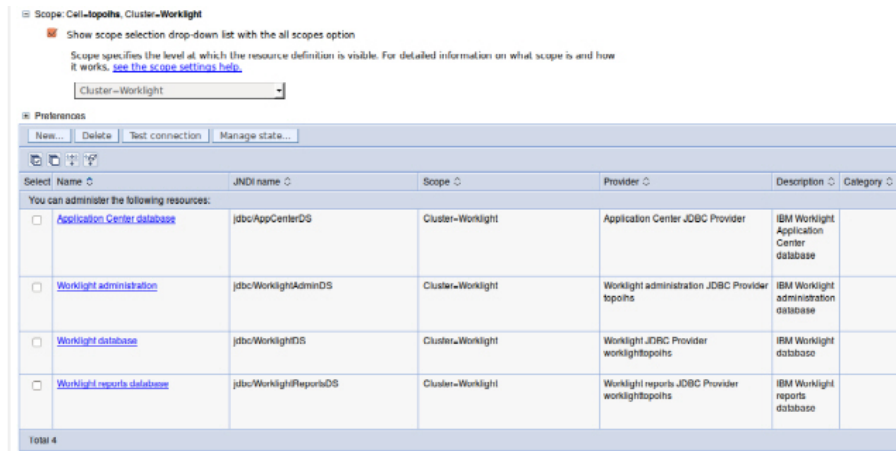 Scope: Cell=topoihs, Cluster=Worklight
Show scope selection drop-down list with the all scopes option
Scope specifies the level at which the resource definition is visible. For detailed information on what scope is and how
it works, see the scope settings help.
Cluster=Worklight
Preferences
New... Delete Test connection Manage state...
Select Name JNDI name Scope Provider Description Category
You can administer the following resources:
Application Center database jdbc/AppCenterDS Cluster=Worklight Application Center JDBC Provider IBM Worklight
Application
Center
database
Worklight administration jdbc/WorklightAdminDS Cluster=Worklight Worklight administration JDBC Provider IBM Worklight
topoihs administration
database
Worklight database jdbc/WorklightDS Cluster=Worklight Worklight JDBC Provider IBM Worklight
worklighttopoihs database
Worklight reports database jdbc/WorklightReportsDS Cluster=Worklight Worklight reports JDBC Provider IBM Worklight
worklighttopoihs reports
database
Total 4